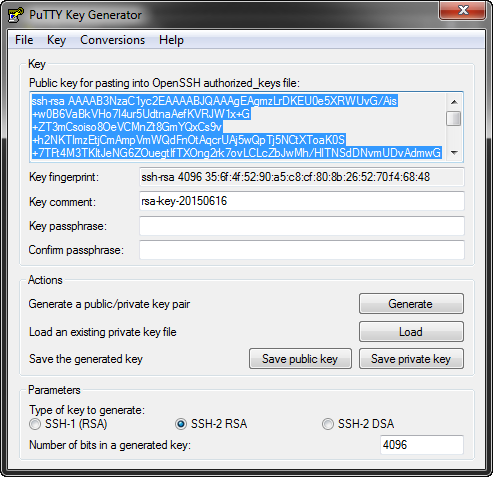 PuTTY Key Generator
File Key Conversions Help
Key
Public key for pasting into OpenSSH authorized_keys file:
ssh-rsa AAAAB3NzaC1yc2EAAAABJQAAAgEAgmzLrDKEU0e5XRWUvG/Ais
+w0B6VaBkVHo7I4ur5UdtnaAefKVRJW1x+G
+ZT3mCsoiso8OeVCMnZt8GmYQxCs9v
+h2NKTImzEtjCmAmpVmWQdFnOtAqcrUAj5wQpTj5NCtXToaK0S
+7TFt4M3TKItJeNG6ZOuegtIfTXOng2rk7ovLCLcZbJwMh/HITNSdDNvmUDvAdmwG
Key fingerprint: ssh-rsa 4096 35:6f:4f:52:90:a5:c8:cf:80:8b:26:52:70:f4:68:48
Key comment: rsa-key-20150616
Key passphrase:
Confirm passphrase:
Actions
Generate a public/private key pair Generate
Load an existing private key file Load
Save the generated key Save public key Save private key
Parameters
Type of key to generate:
SSH-1 (RSA) SSH-2 RSA SSH-2 DSA
Number of bits in a generated key: 4096